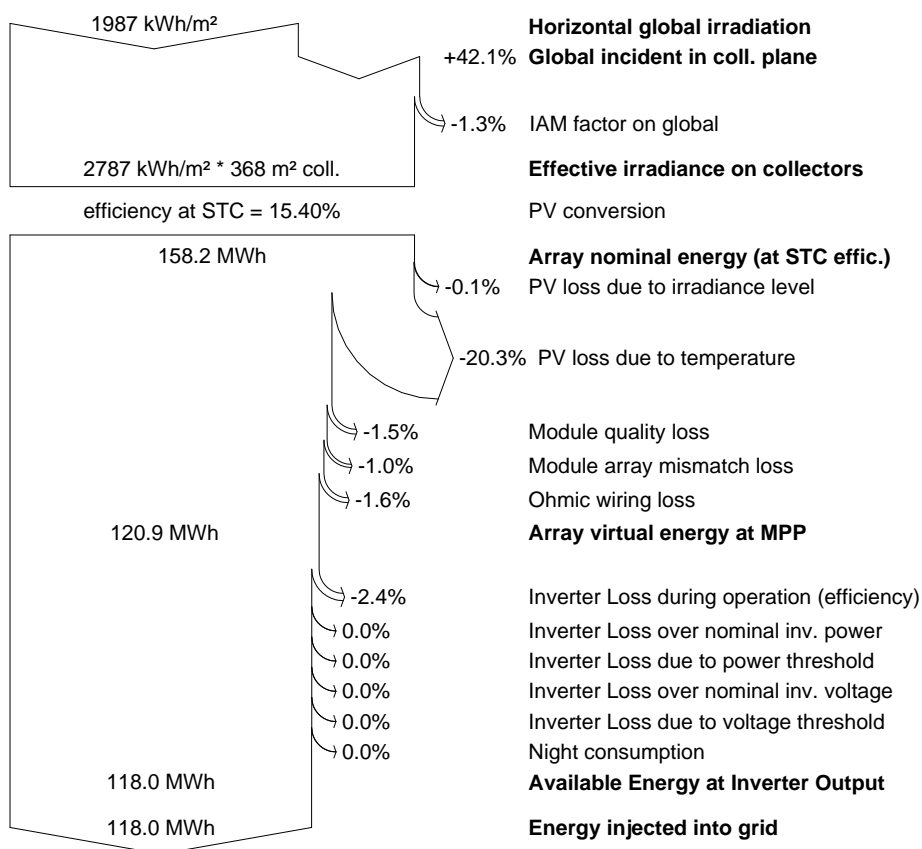 1987 kWh/m² Horizontal global irradiation
+42.1% Global incident in coll. plane
-1.3% IAM factor on global
2787 kWh/m² * 368 m² coll. Effective irradiance on collectors
efficiency at STC = 15.40% PV conversion
158.2 MWh Array nominal energy (at STC effic.)
-0.1% PV loss due to irradiance level
-20.3% PV loss due to temperature
-1.5% Module quality loss
-1.0% Module array mismatch loss
-1.6% Ohmic wiring loss
120.9 MWh Array virtual energy at MPP
-2.4% Inverter Loss during operation (efficiency)
0.0% Inverter Loss over nominal inv. power
0.0% Inverter Loss due to power threshold
0.0% Inverter Loss over nominal inv. voltage
0.0% Inverter Loss due to voltage threshold
0.0% Night consumption
118.0 MWh Available Energy at Inverter Output
118.0 MWh Energy injected into grid